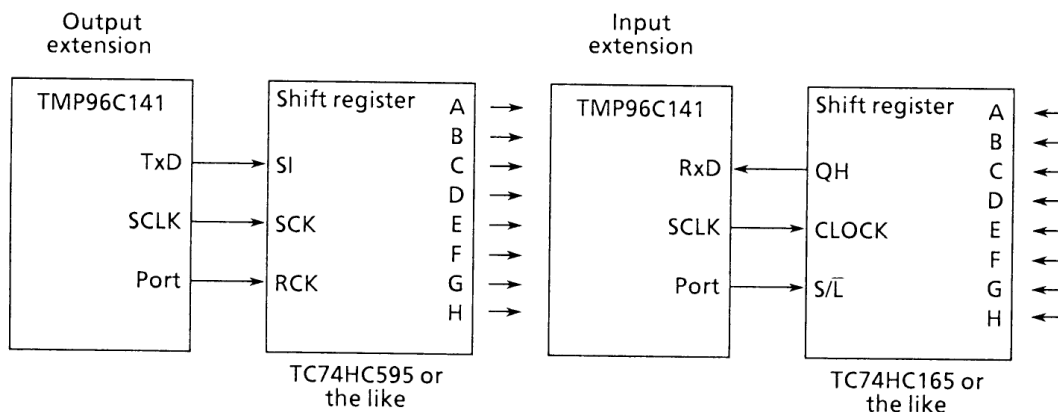 Output
extension
TMP96C141
TxD
SCLK
Port
Shift register
SI
SCK
RCK
A
B
C
D
E
F
G
H
TC74HC595 or
the like
Input
extension
TMP96C141
RxD
SCLK
Port
Shift register
QH
CLOCK
S/L̅
A
B
C
D
E
F
G
H
TC74HC165 or
the like